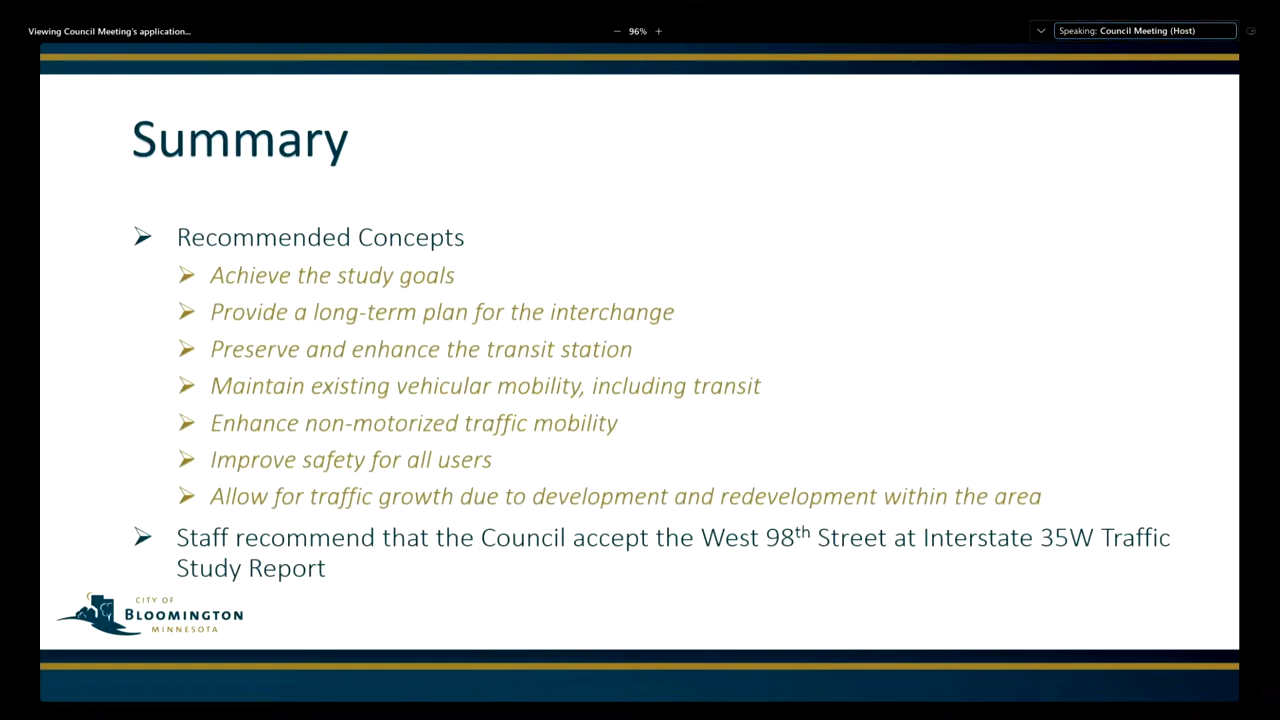 Viewing Council Meeting's application...
− 96% +
Speaking: Council Meeting (Host)
Summary
Recommended Concepts
Achieve the study goals
Provide a long-term plan for the interchange
Preserve and enhance the transit station
Maintain existing vehicular mobility, including transit
Enhance non-motorized traffic mobility
Improve safety for all users
Allow for traffic growth due to development and redevelopment within the area
Staff recommend that the Council accept the West 98th Street at Interstate 35W Traffic
Study Report
CITY OF
BLOOMINGTON
MINNESOTA